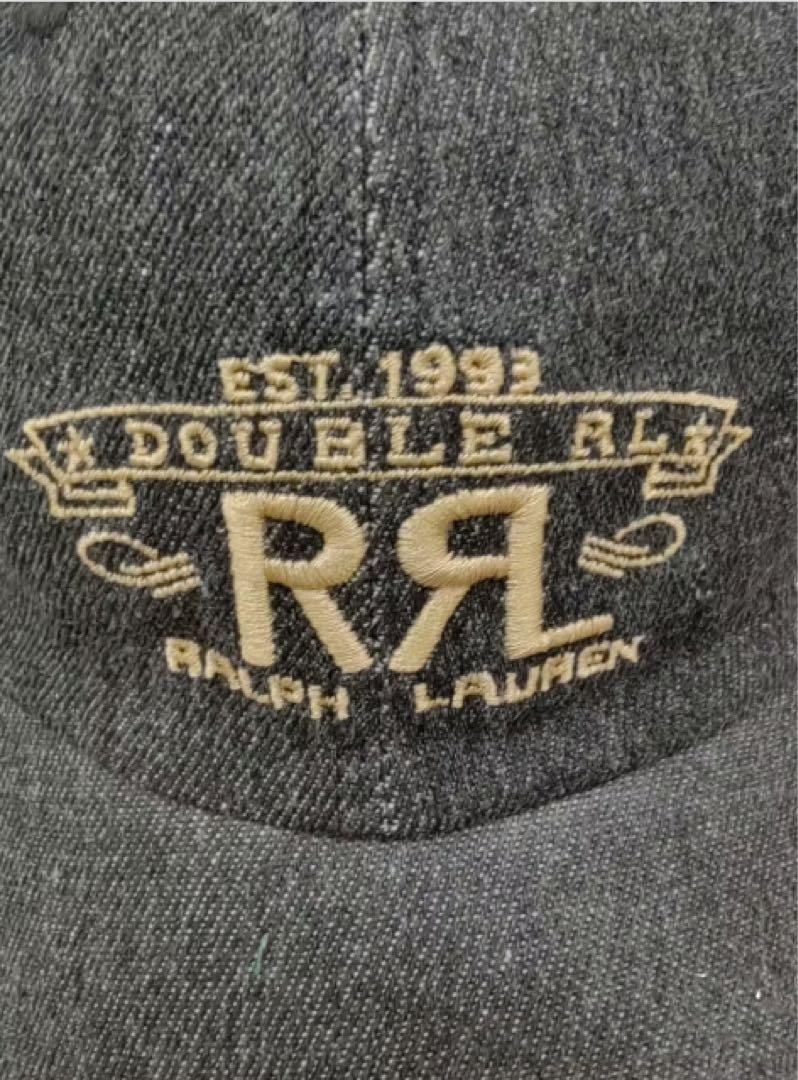 EST. 1993
DOUBLE RL
RRL
RALPH LAUREN